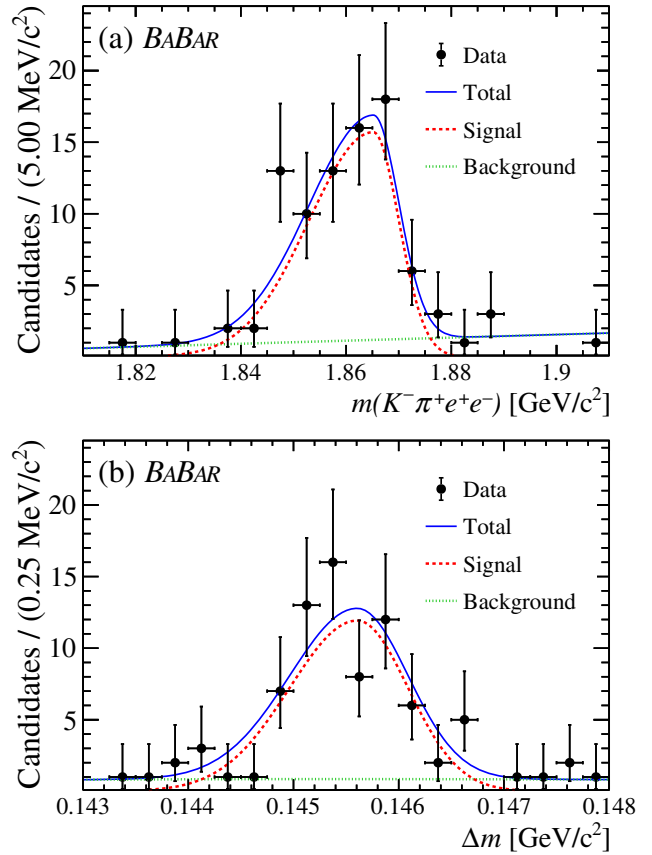 (a) BABAR
Data
Total
Signal
Background
Candidates / (5.00 MeV/c²)
20
15
10
5
1.82 1.84 1.86 1.88 1.9
m(K⁻π⁺e⁺e⁻) [GeV/c²]
(b) BABAR
Data
Total
Signal
Background
Candidates / (0.25 MeV/c²)
20
15
10
5
0.143 0.144 0.145 0.146 0.147 0.148
Δm [GeV/c²]